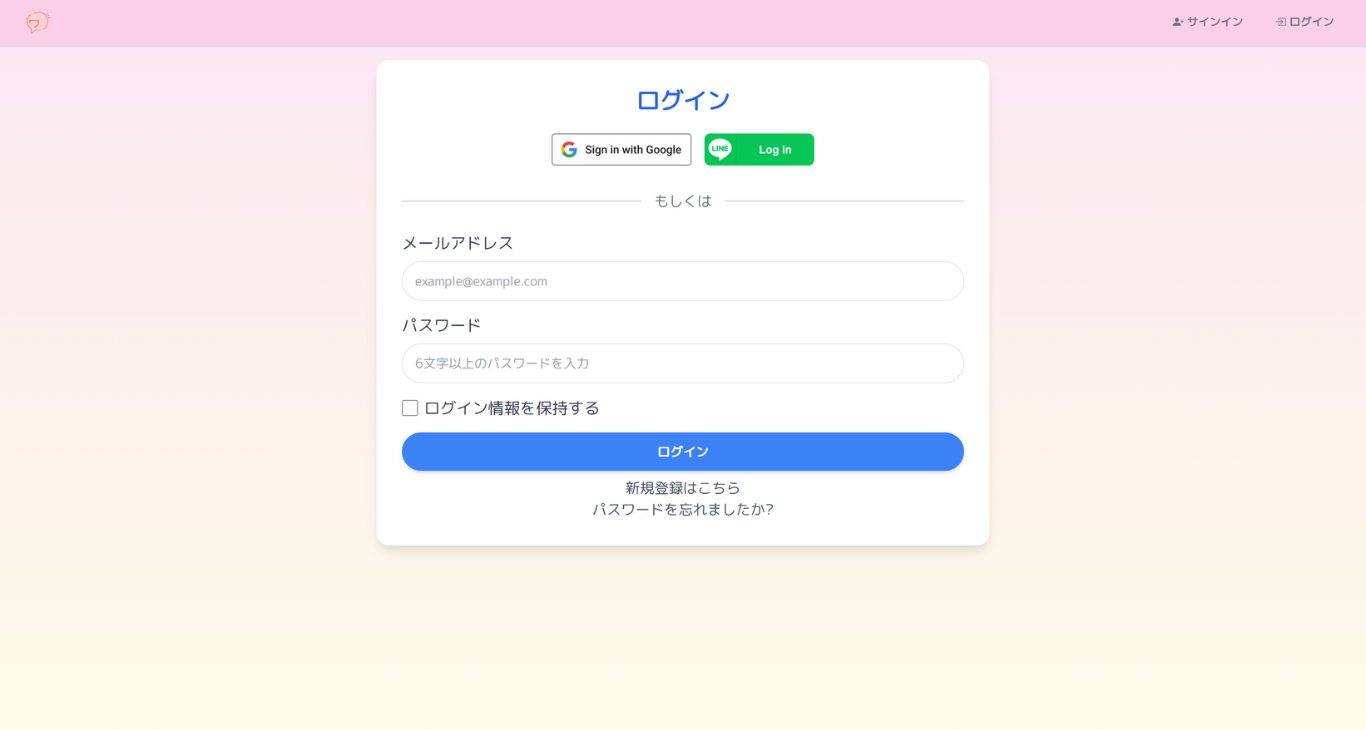 サインイン
ログイン
ログイン
Sign in with Google
LINE Log in
もしくは
メールアドレス
example@example.com
パスワード
6文字以上のパスワードを入力
ログイン情報を保持する
ログイン
新規登録はこちら
パスワードを忘れましたか?